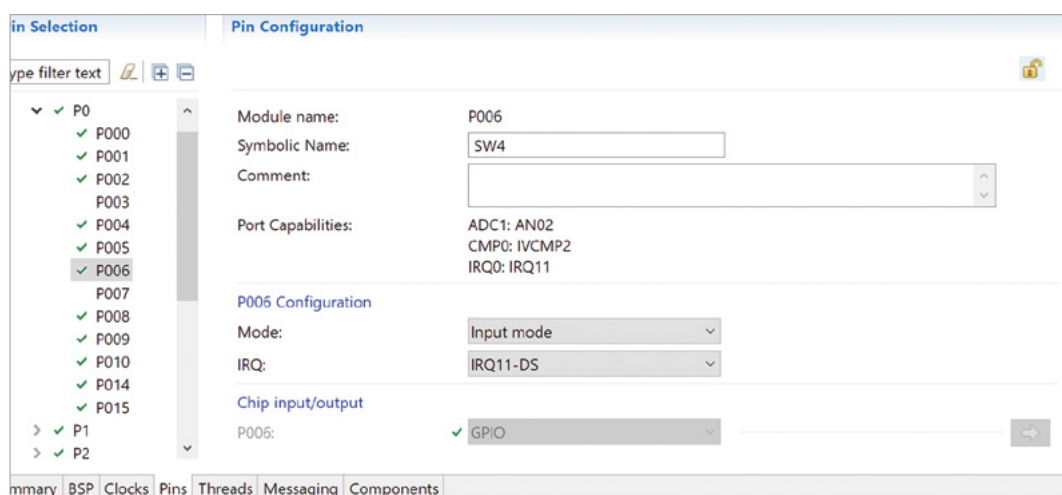 in Selection
ype filter text
P0
P000
P001
P002
P003
P004
P005
P006
P007
P008
P009
P010
P014
P015
P1
P2
Pin Configuration
Module name: P006
Symbolic Name: SW4
Comment:
Port Capabilities: ADC1: AN02
CMP0: IVCMP2
IRQ0: IRQ11
P006 Configuration
Mode: Input mode
IRQ: IRQ11-DS
Chip input/output
P006: GPIO
mmary BSP Clocks Pins Threads Messaging Components